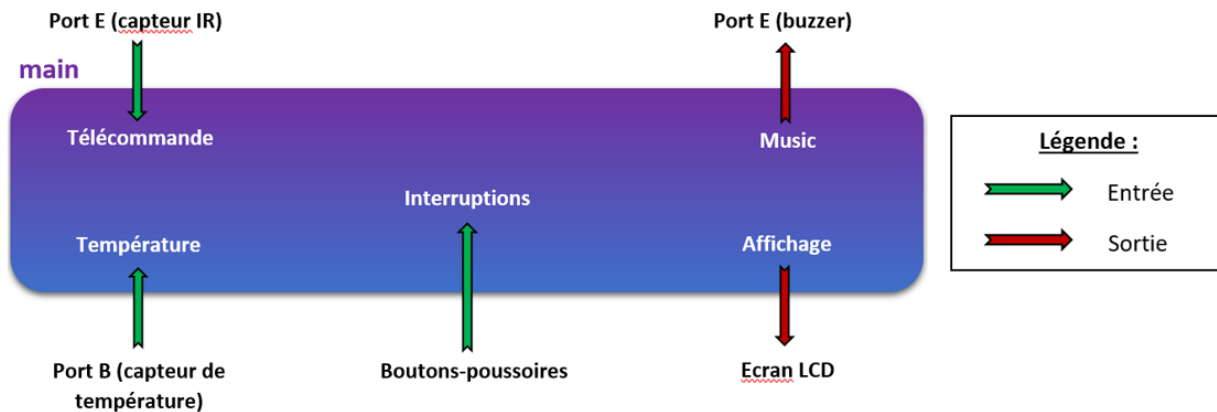 Port E (capteur IR)
Port E (buzzer)
main
Télécommande
Music
Légende :
Interruptions
Entrée
Température
Affichage
Sortie
Port B (capteur de
température)
Boutons-poussoires
Ecran LCD